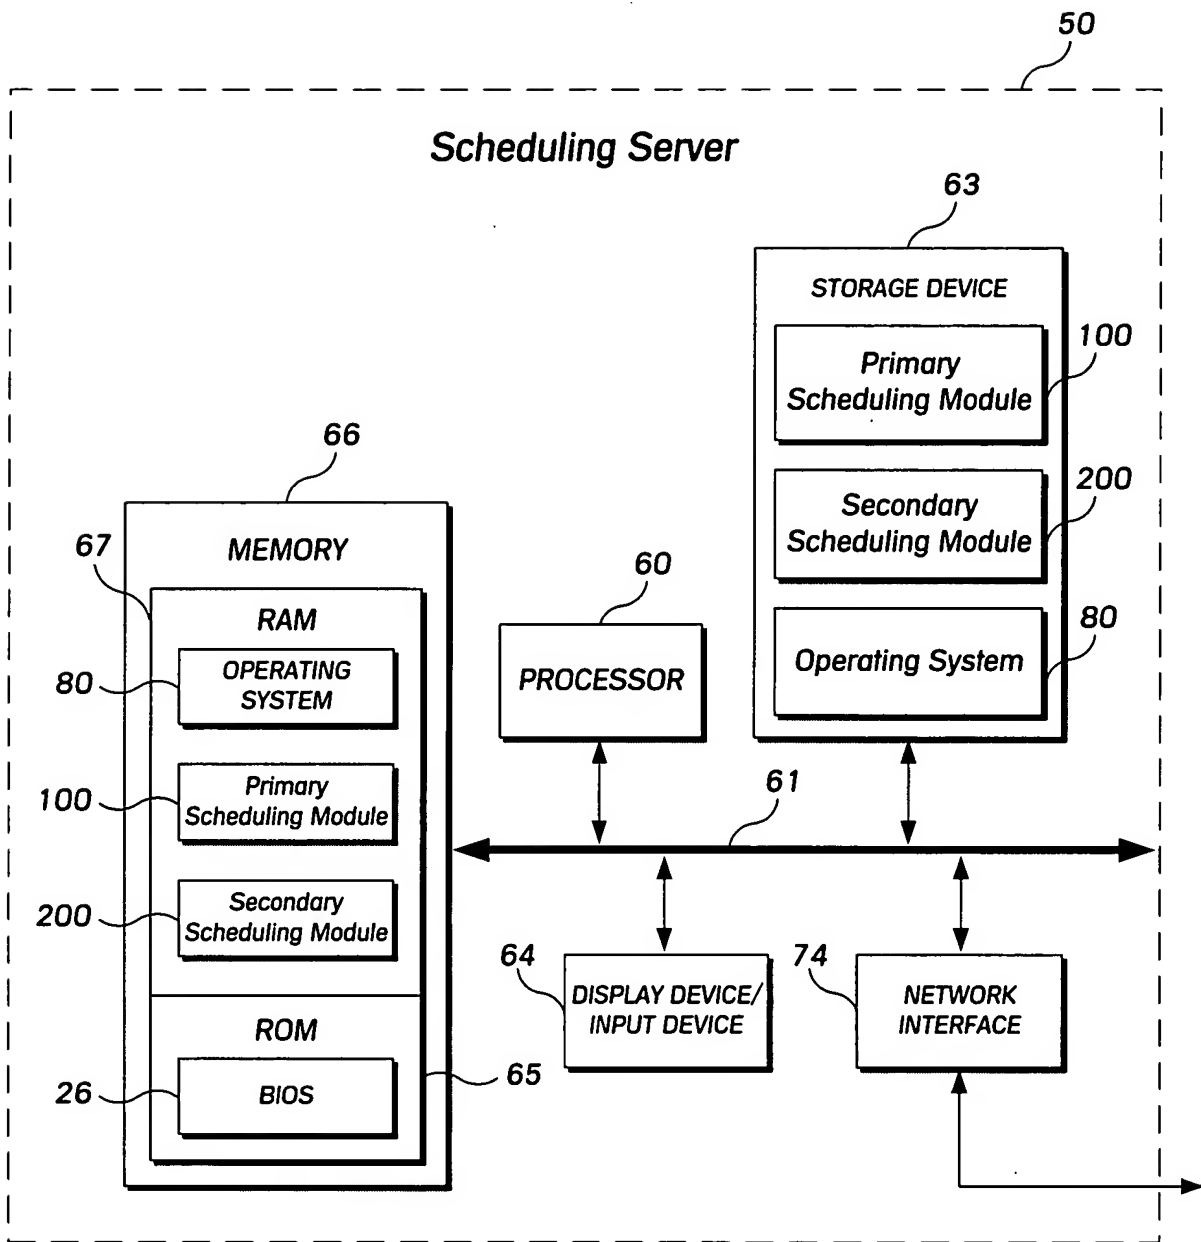 50
Scheduling Server
63
STORAGE DEVICE
100
Primary
Scheduling Module
200
Secondary
Scheduling Module
80
Operating System
66
67
MEMORY
RAM
80
OPERATING
SYSTEM
100
Primary
Scheduling Module
200
Secondary
Scheduling Module
ROM
26
BIOS
65
60
PROCESSOR
61
64
DISPLAY DEVICE/
INPUT DEVICE
74
NETWORK
INTERFACE